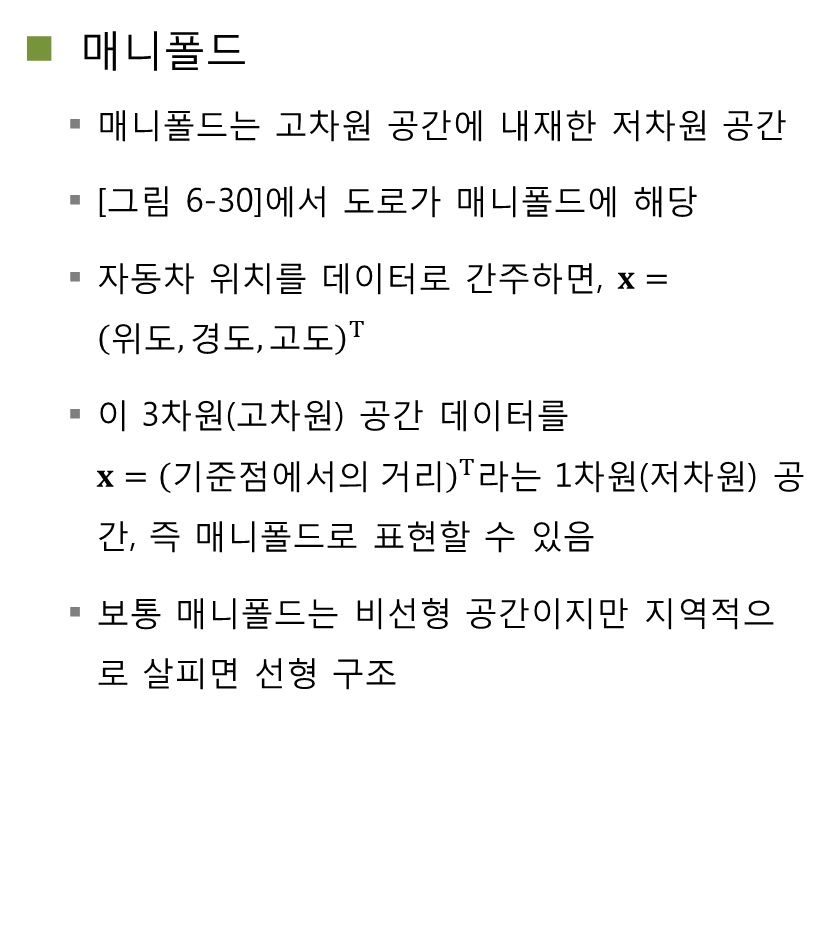 매니폴드
매니폴드는 고차원 공간에 내재한 저차원 공간
[그림 6-30]에서 도로가 매니폴드에 해당
자동차 위치를 데이터로 간주하면, x =
(위도, 경도, 고도)ᵀ
이 3차원(고차원) 공간 데이터를
x = (기준점에서의 거리)ᵀ라는 1차원(저차원) 공
간, 즉 매니폴드로 표현할 수 있음
보통 매니폴드는 비선형 공간이지만 지역적으
로 살피면 선형 구조